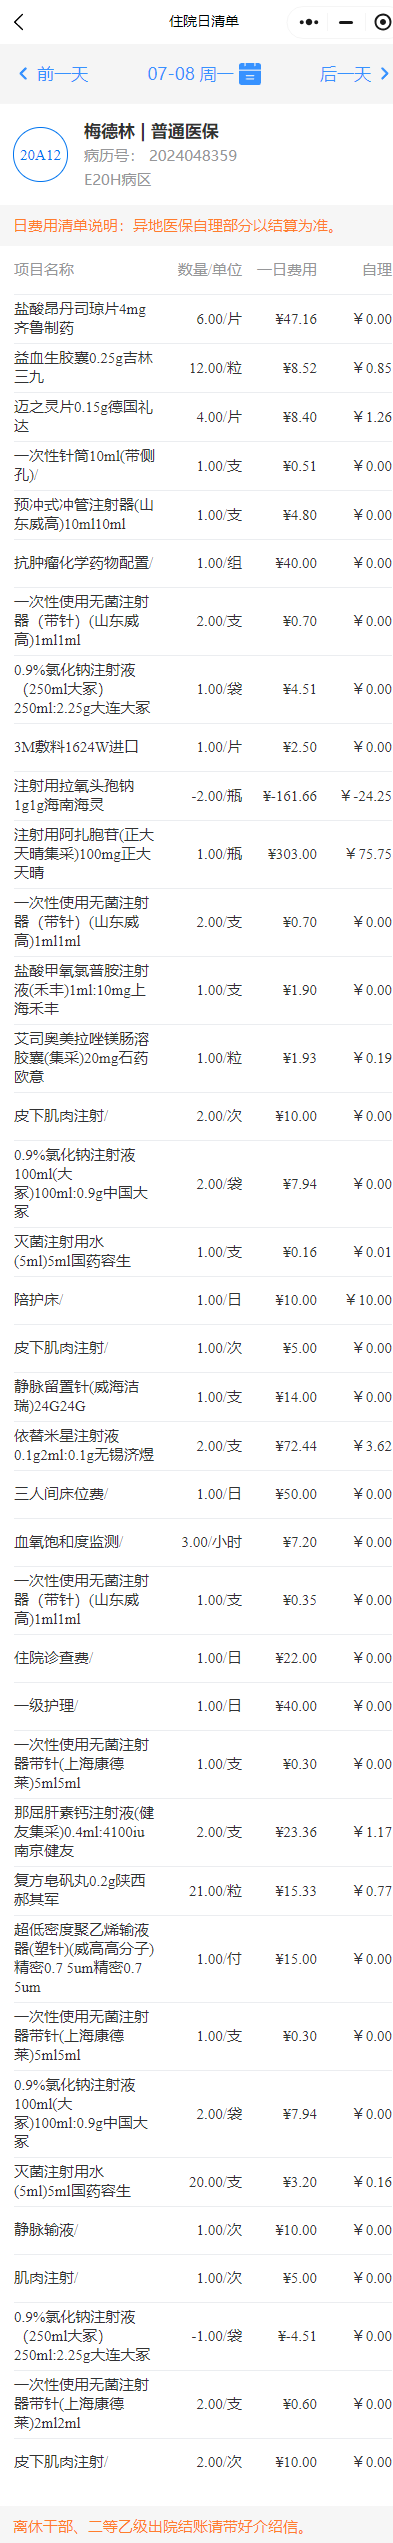 住院日清单
前一天 07-08 周一 后一天
20A12
梅德林 | 普通医保
病历号： 2024048359
E20H病区
日费用清单说明：异地医保自理部分以结算为准。
项目名称 数量/单位 一日费用 自理
盐酸昂丹司琼片4mg
齐鲁制药
6.00/片 ¥47.16 ￥0.00
益血生胶囊0.25g吉林
三九
12.00/粒 ¥8.52 ￥0.85
迈之灵片0.15g德国礼
达
4.00/片 ¥8.40 ￥1.26
一次性针筒10ml(带侧
孔)/
1.00/支 ¥0.51 ￥0.00
预冲式冲管注射器(山
东威高)10ml10ml
1.00/支 ¥4.80 ￥0.00
抗肿瘤化学药物配置/ 1.00/组 ¥40.00 ￥0.00
一次性使用无菌注射
器（带针）(山东威
高)1ml1ml
2.00/支 ¥0.70 ￥0.00
0.9%氯化钠注射液
（250ml大冢）
250ml:2.25g大连大冢
1.00/袋 ¥4.51 ￥0.00
3M敷料1624W进口 1.00/片 ¥2.50 ￥0.00
注射用拉氧头孢钠
1g1g海南海灵
-2.00/瓶 ¥-161.66 ￥-24.25
注射用阿扎胞苷(正大
天晴集采)100mg正大
天晴
1.00/瓶 ¥303.00 ￥75.75
一次性使用无菌注射
器（带针）(山东威
高)1ml1ml
2.00/支 ¥0.70 ￥0.00
盐酸甲氧氯普胺注射
液(禾丰)1ml:10mg上
海禾丰
1.00/支 ¥1.90 ￥0.00
艾司奥美拉唑镁肠溶
胶囊(集采)20mg石药
欧意
1.00/粒 ¥1.93 ￥0.19
皮下肌肉注射/ 2.00/次 ¥10.00 ￥0.00
0.9%氯化钠注射液
100ml(大
冢)100ml:0.9g中国大
冢
2.00/袋 ¥7.94 ￥0.00
灭菌注射用水
(5ml)5ml国药容生
1.00/支 ¥0.16 ￥0.01
陪护床/ 1.00/日 ¥10.00 ￥10.00
皮下肌肉注射/ 1.00/次 ¥5.00 ￥0.00
静脉留置针(威海洁
瑞)24G24G
1.00/支 ¥14.00 ￥0.00
依替米星注射液
0.1g2ml:0.1g无锡济煜
2.00/支 ¥72.44 ￥3.62
三人间床位费/ 1.00/日 ¥50.00 ￥0.00
血氧饱和度监测/ 3.00/小时 ¥7.20 ￥0.00
一次性使用无菌注射
器（带针）(山东威
高)1ml1ml
1.00/支 ¥0.35 ￥0.00
住院诊查费/ 1.00/日 ¥22.00 ￥0.00
一级护理/ 1.00/日 ¥40.00 ￥0.00
一次性使用无菌注射
器带针(上海康德
莱)5ml5ml
1.00/支 ¥0.30 ￥0.00
那屈肝素钙注射液(健
友集采)0.4ml:4100iu
南京健友
2.00/支 ¥23.36 ￥1.17
复方皂矾丸0.2g陕西
郝其军
21.00/粒 ¥15.33 ￥0.77
超低密度聚乙烯输液
器(塑针)(威高高分子)
精密0.7 5um精密0.7
5um
1.00/付 ¥15.00 ￥0.00
一次性使用无菌注射
器带针(上海康德
莱)5ml5ml
1.00/支 ¥0.30 ￥0.00
0.9%氯化钠注射液
100ml(大
冢)100ml:0.9g中国大
冢
2.00/袋 ¥7.94 ￥0.00
灭菌注射用水
(5ml)5ml国药容生
20.00/支 ¥3.20 ￥0.16
静脉输液/ 1.00/次 ¥10.00 ￥0.00
肌肉注射/ 1.00/次 ¥5.00 ￥0.00
0.9%氯化钠注射液
（250ml大冢）
250ml:2.25g大连大冢
-1.00/袋 ¥-4.51 ￥0.00
一次性使用无菌注射
器带针(上海康德
莱)2ml2ml
2.00/支 ¥0.60 ￥0.00
皮下肌肉注射/ 2.00/次 ¥10.00 ￥0.00
离休干部、二等乙级出院结账请带好介绍信。